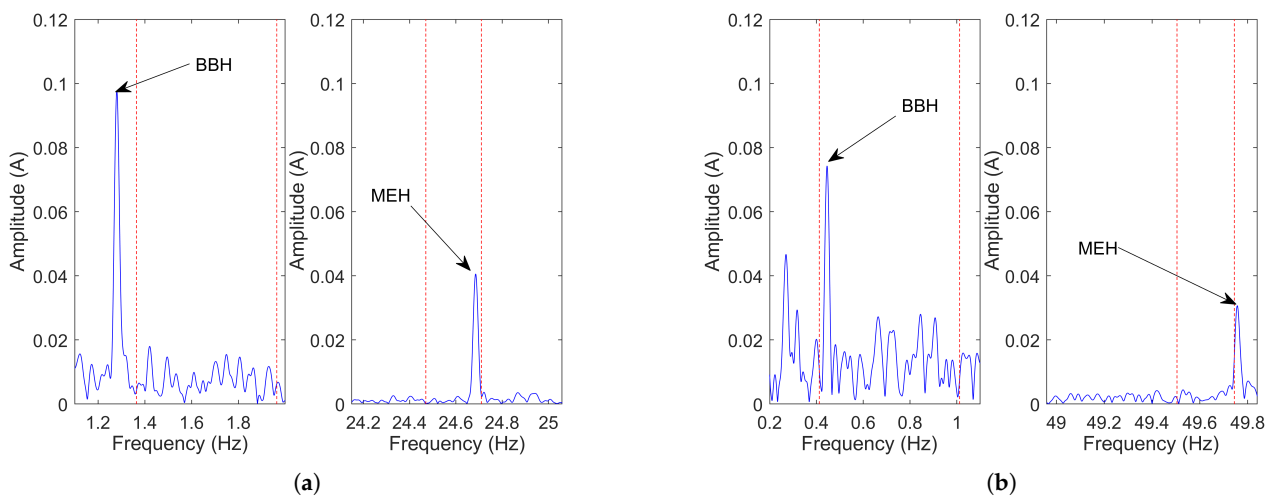 0.12
0.1
0.08
0.06
0.04
0.02
0
Amplitude (A)
BBH
1.2 1.4 1.6 1.8
Frequency (Hz)
0.12
0.1
0.08
0.06
0.04
0.02
0
Amplitude (A)
MEH
24.2 24.4 24.6 24.8 25
Frequency (Hz)
(a)
0.12
0.1
0.08
0.06
0.04
0.02
0
Amplitude (A)
BBH
0.2 0.4 0.6 0.8 1
Frequency (Hz)
0.12
0.1
0.08
0.06
0.04
0.02
0
Amplitude (A)
MEH
49 49.2 49.4 49.6 49.8
Frequency (Hz)
(b)